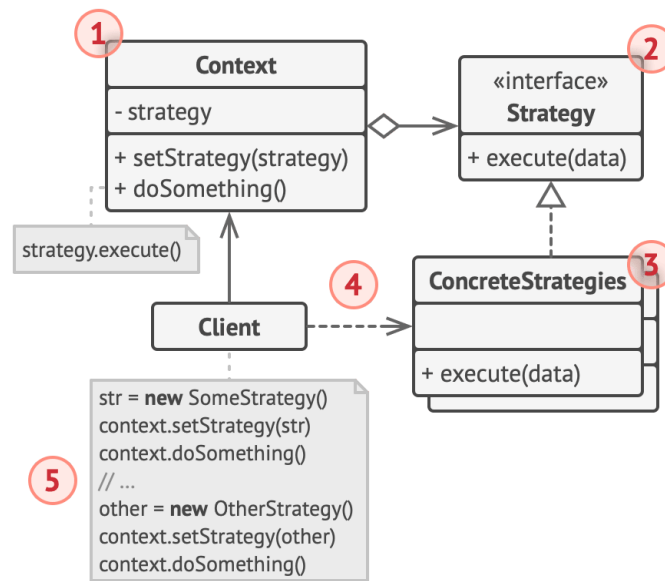 1
Context
- strategy
+ setStrategy(strategy)
+ doSomething()
2
«interface»
Strategy
+ execute(data)
strategy.execute()
3
ConcreteStrategies
+ execute(data)
4
Client
5
str = new SomeStrategy()
context.setStrategy(str)
context.doSomething()
// ...
other = new OtherStrategy()
context.setStrategy(other)
context.doSomething()